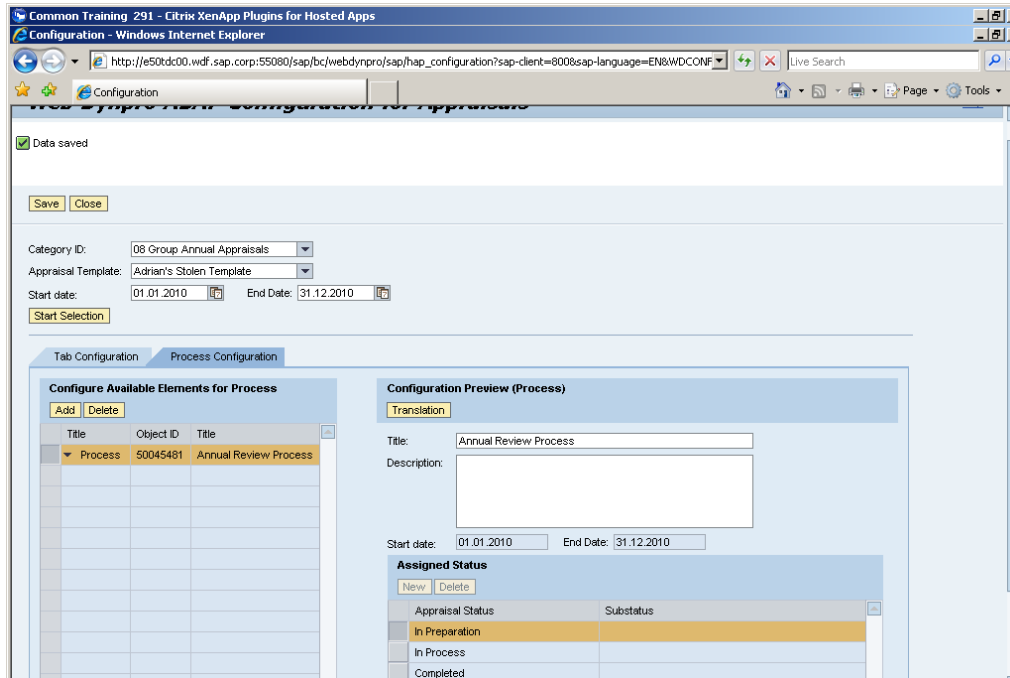 Common Training 291 - Citrix XenApp Plugins for Hosted Apps
Configuration - Windows Internet Explorer
http://e50tdc00.wdf.sap.corp:55080/sap/bc/webdynpro/sap/hap_configuration?sap-client=800&sap-language=EN&WDCONF
Live Search
Configuration
Page
Tools
Web Dynpro ABAP Configuration for Appraisals
Data saved
Save Close
Category ID: 08 Group Annual Appraisals
Appraisal Template: Adrian's Stolen Template
Start date: 01.01.2010 End Date: 31.12.2010
Start Selection
Tab Configuration Process Configuration
Configure Available Elements for Process
Add Delete
Title Object ID Title
Process 50045481 Annual Review Process
Configuration Preview (Process)
Translation
Title: Annual Review Process
Description:
Start date: 01.01.2010 End Date: 31.12.2010
Assigned Status
New Delete
Appraisal Status Substatus
In Preparation
In Process
Completed